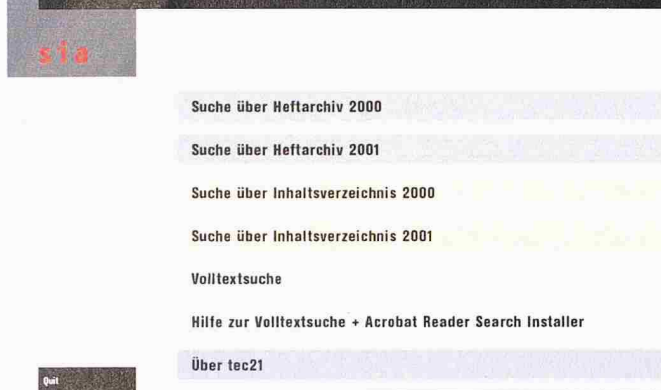 sia
Suche über Heftarchiv 2000
Suche über Heftarchiv 2001
Suche über Inhaltsverzeichnis 2000
Suche über Inhaltsverzeichnis 2001
Volltextsuche
Hilfe zur Volltextsuche + Acrobat Reader Search Installer
Über tec21
Quit